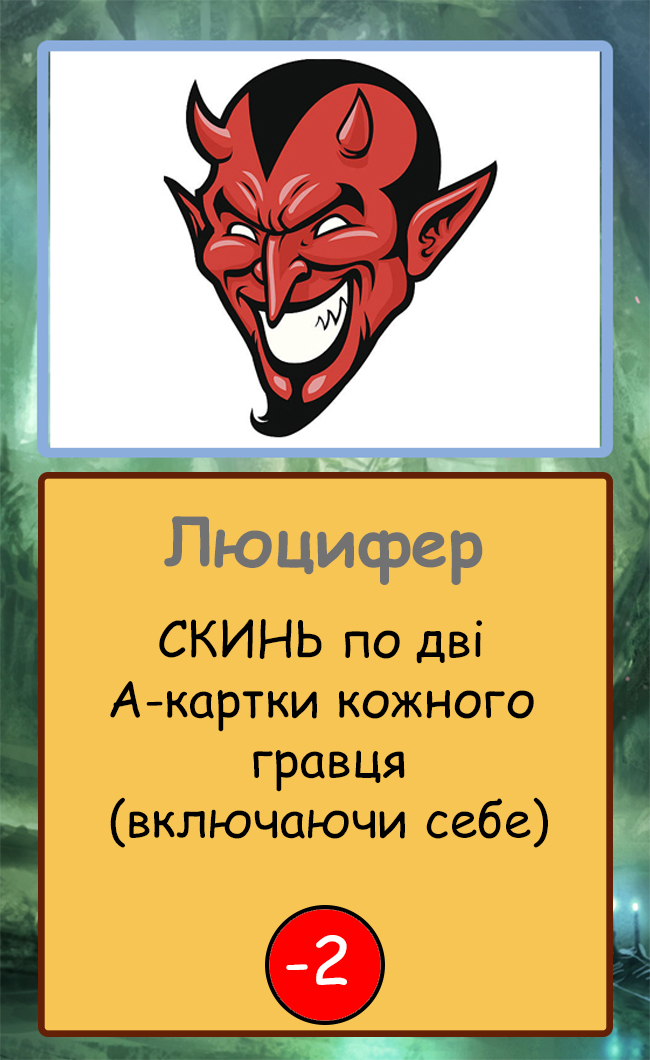 Люцифер
СКИНЬ по дві
А-картки кожного
гравця
(включаючи себе)
-2